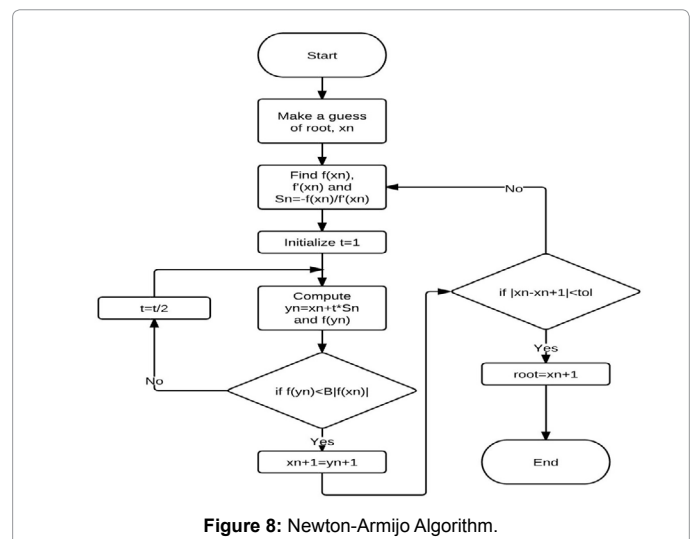 Start
Make a guess
of root, xn
Find f(xn),
f'(xn) and
Sn=-f(xn)/f'(xn)
No
Initialize t=1
t=t/2
Compute
yn=xn+t*Sn
and f(yn)
if |xn-xn+1|<tol
No
if f(yn)<B|f(xn)|
Yes
root=xn+1
Yes
xn+1=yn+1
End
Figure 8: Newton-Armijo Algorithm.